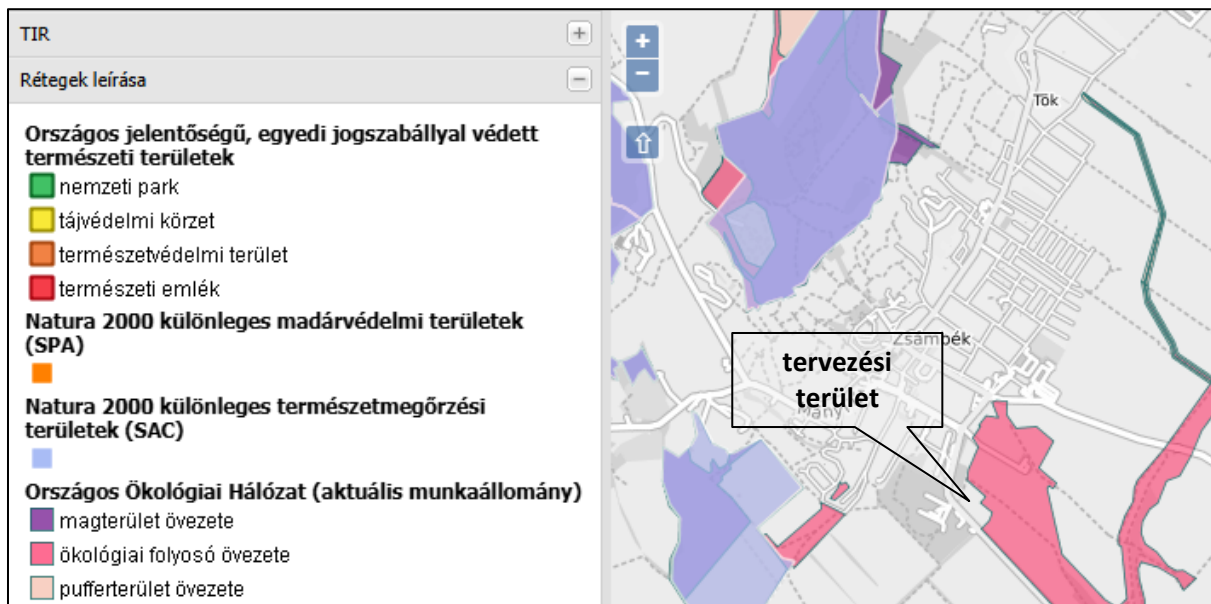 TIR
Rétegek leírása
Országos jelentőségű, egyedi jogszabállyal védett
természeti területek
nemzeti park
tájvédelmi körzet
természetvédelmi terület
természeti emlék
Natura 2000 különleges madárvédelmi területek
(SPA)
Natura 2000 különleges természetmegőrzési
területek (SAC)
Országos Ökológiai Hálózat (aktuális munkaállomány)
magterület övezete
ökológiai folyosó övezete
pufferterület övezete
Tök
Zsámbék
tervezési
terület
Mány